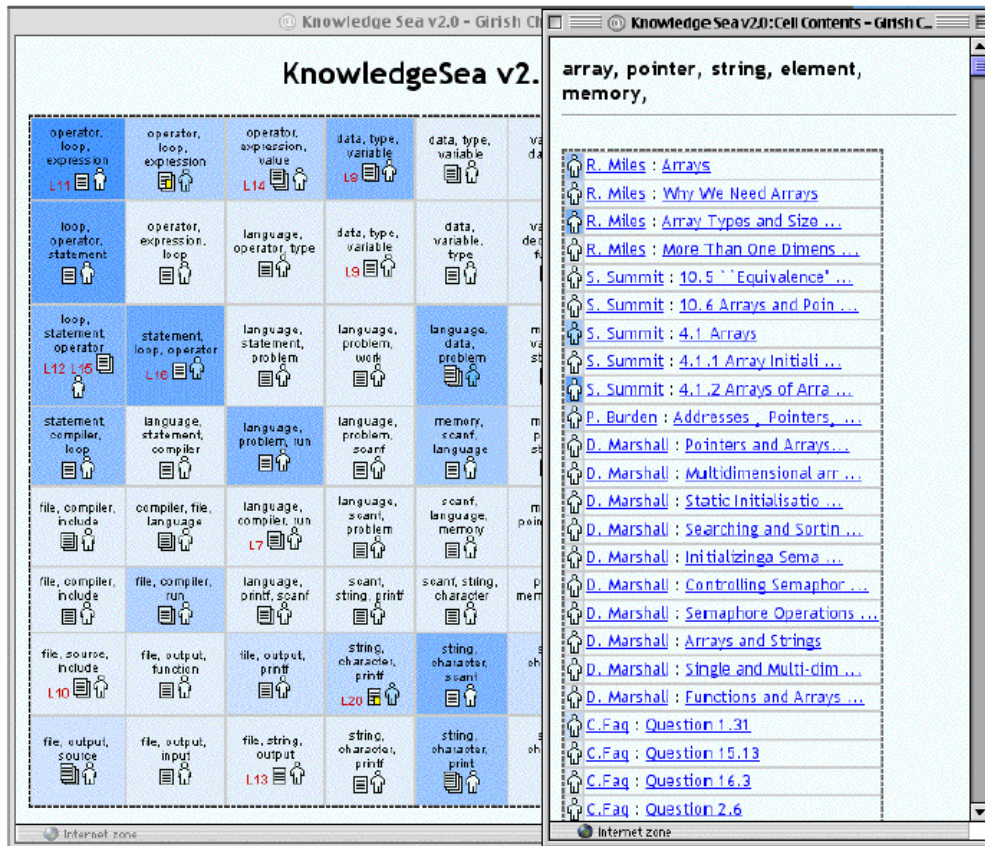 Knowledge Sea v2.0 - Girish Ch
KnowledgeSea v2.
operator,
loop,
expression
L11
operator,
loop,
expression
operator,
expression,
value
L14
data, type,
variable
L8
data, type,
variable
va
da
loop,
operator,
statement
operator,
expression,
loop
language,
operator, type
data, type,
variable
L9
data,
variable,
type
va
dec
fu
loop,
statement,
operator
L12 L15
statement,
loop, operator
L16
language,
statement,
problem
language,
problem,
work
language,
data,
problem
m
va
st
statement,
compiler,
loop
language,
statement,
compiler
language,
problem, run
language,
problem,
scanf
memory,
scanf,
language
m
p
st
file, compiler,
include
compiler, file,
language
language,
compiler, run
L7
language,
scanf,
problem
scanf,
language,
memory
m
poin
file, compiler,
include
file, compiler,
run
language,
printf, scanf
scanf,
string, printf
scanf, string,
character
p
mem
file, source,
include
L10
file, output,
function
file, output,
printf
string,
character,
printf
L20
string,
character,
scanf
s
ch
file, output,
source
file, output,
input
file, string,
output
L13
string,
character,
printf
string,
character,
print
ch
Internet zone
Knowledge Sea v2.0:Cell Contents - Girish C...
array, pointer, string, element,
memory,
R. Miles : Arrays
R. Miles : Why We Need Arrays
R. Miles : Array Types and Size ...
R. Miles : More Than One Dimens ...
S. Summit : 10.5 ``Equivalence" ...
S. Summit : 10.6 Arrays and Poin ...
S. Summit : 4.1 Arrays
S. Summit : 4.1.1 Array Initiali ...
S. Summit : 4.1.2 Arrays of Arra ...
P. Burden : Addresses , Pointers, ...
D. Marshall : Pointers and Arrays...
D. Marshall : Multidimensional arr ...
D. Marshall : Static Initialisatio ...
D. Marshall : Searching and Sortin ...
D. Marshall : Initializinga Sema ...
D. Marshall : Controlling Semaphor ...
D. Marshall : Semaphore Operations ...
D. Marshall : Arrays and Strings
D. Marshall : Single and Multi-dim ...
D. Marshall : Functions and Arrays ...
C.Faq : Question 1.31
C.Faq : Question 15.13
C.Faq : Question 16.3
C.Faq : Question 2.6
Internet zone